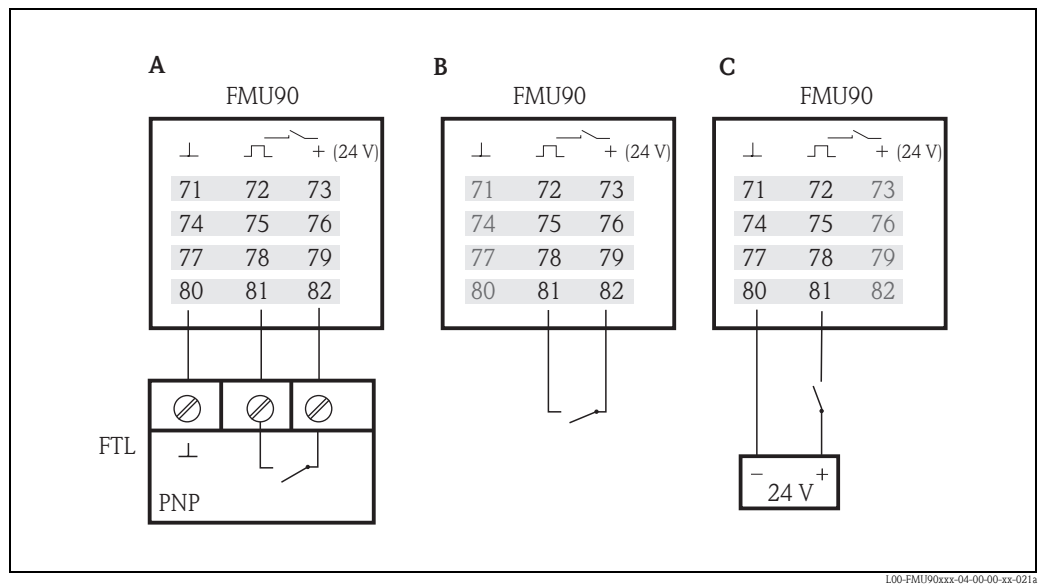 A B C
FMU90 FMU90 FMU90
+ (24 V) + (24 V) + (24 V)
71 72 73 71 72 73 71 72 73
74 75 76 74 75 76 74 75 76
77 78 79 77 78 79 77 78 79
80 81 82 80 81 82 80 81 82
FTL
PNP
– +
24 V
L00-FMU90xxx-04-00-00-xx-021a